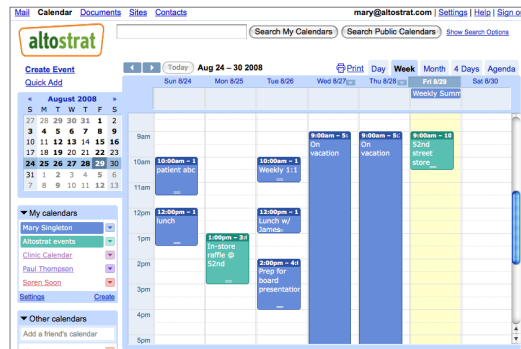 Mail Calendar Documents Sites Contacts
mary@altostrat.com | Settings | Help | Sign
altostrat
Search My Calendars
Search Public Calendars
Show Search Options
Create Event
Quick Add
Today
Aug 24 – 30 2008
Print
Day Week Month 4 Days Agenda
« August 2008 »
S M T W T F S
27 28 29 30 31 1 2
3 4 5 6 7 8 9
10 11 12 13 14 15 16
17 18 19 20 21 22 23
24 25 26 27 28 29 30
31 1 2 3 4 5 6
7 8 9 10 11 12 13
Sun 8/24 Mon 8/25 Tue 8/26 Wed 8/27 Thu 8/28 Fri 8/29 Sat 8/30
Weekly Summ
9am
10am
11am
12pm
1pm
2pm
3pm
4pm
5pm
10:00am – 1
patient abc
12:00pm – 1
lunch
1:00pm – 3:
In-store
raffle @
52nd
10:00am – 1
Weekly 1:1
12:00pm – 1
Lunch w/
James
2:00pm – 4:
Prep for
board
presentation
9:00am – 5:
On
vacation
9:00am – 5:
On
vacation
9:00am – 10
52nd
street
store
My calendars
Mary Singleton
Altostrat events
Clinic Calendar
Paul Thompson
Soren Soon
Settings Create
Other calendars
Add a friend's calendar